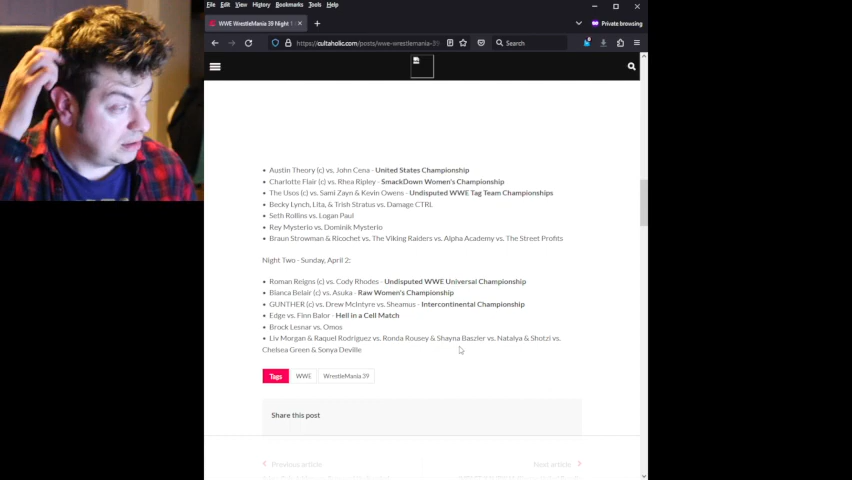 File Edit View History Bookmarks Tools Help
WWE WrestleMania 39 Night 1
Private browsing
https://cultaholic.com/posts/wwe-wrestlemania-39
Search
• Austin Theory (c) vs. John Cena - United States Championship
• Charlotte Flair (c) vs. Rhea Ripley - SmackDown Women's Championship
• The Usos (c) vs. Sami Zayn & Kevin Owens - Undisputed WWE Tag Team Championships
• Becky Lynch, Lita, & Trish Stratus vs. Damage CTRL
• Seth Rollins vs. Logan Paul
• Rey Mysterio vs. Dominik Mysterio
• Braun Strowman & Ricochet vs. The Viking Raiders vs. Alpha Academy vs. The Street Profits
Night Two - Sunday, April 2:
• Roman Reigns (c) vs. Cody Rhodes - Undisputed WWE Universal Championship
• Bianca Belair (c) vs. Asuka - Raw Women's Championship
• GUNTHER (c) vs. Drew McIntyre vs. Sheamus - Intercontinental Championship
• Edge vs. Finn Balor - Hell in a Cell Match
• Brock Lesnar vs. Omos
• Liv Morgan & Raquel Rodriguez vs. Ronda Rousey & Shayna Baszler vs. Natalya & Shotzi vs.
Chelsea Green & Sonya Deville
Tags WWE WrestleMania 39
Share this post
Previous article
Next article